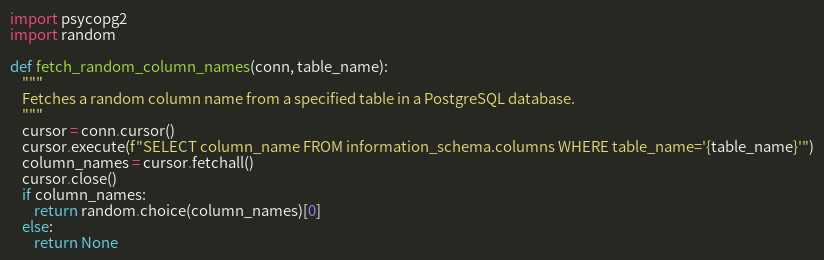 import psycopg2
import random

def fetch_random_column_names(conn, table_name):
    """
    Fetches a random column name from a specified table in a PostgreSQL database.
    """
    cursor = conn.cursor()
    cursor.execute(f"SELECT column_name FROM information_schema.columns WHERE table_name='{table_name}'")
    column_names = cursor.fetchall()
    cursor.close()
    if column_names:
        return random.choice(column_names)[0]
    else:
        return None